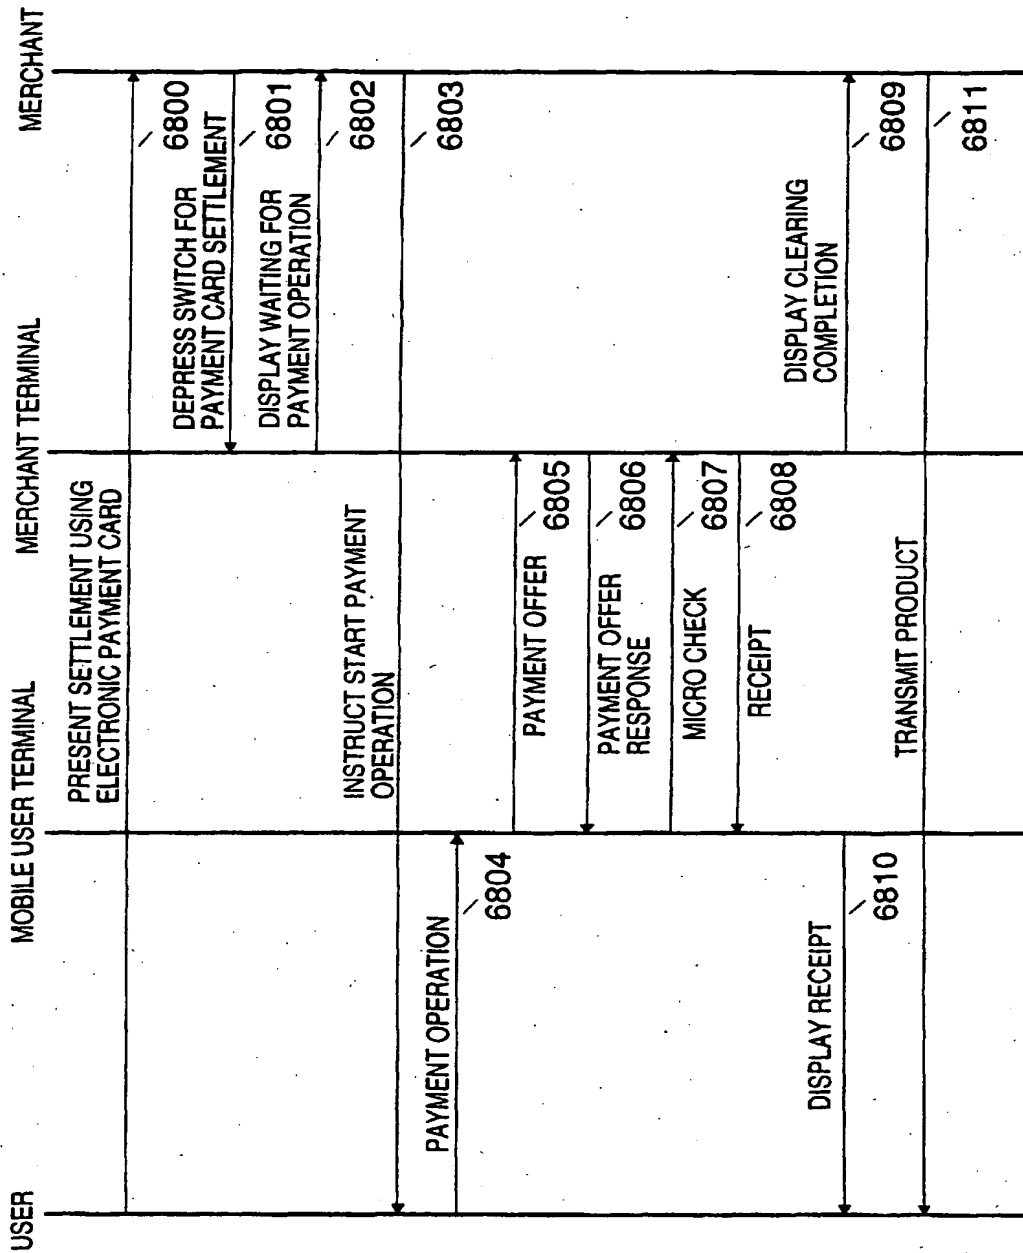 USER
MOBILE USER TERMINAL
MERCHANT TERMINAL
MERCHANT
PRESENT SETTLEMENT USING
ELECTRONIC PAYMENT CARD
6800
DEPRESS SWITCH FOR
PAYMENT CARD SETTLEMENT
6801
DISPLAY WAITING FOR
PAYMENT OPERATION
6802
INSTRUCT START PAYMENT
OPERATION
6803
PAYMENT OPERATION
6804
PAYMENT OFFER
6805
PAYMENT OFFER
RESPONSE
6806
MICRO CHECK
6807
RECEIPT
6808
DISPLAY CLEARING
COMPLETION
6809
DISPLAY RECEIPT
6810
TRANSMIT PRODUCT
6811